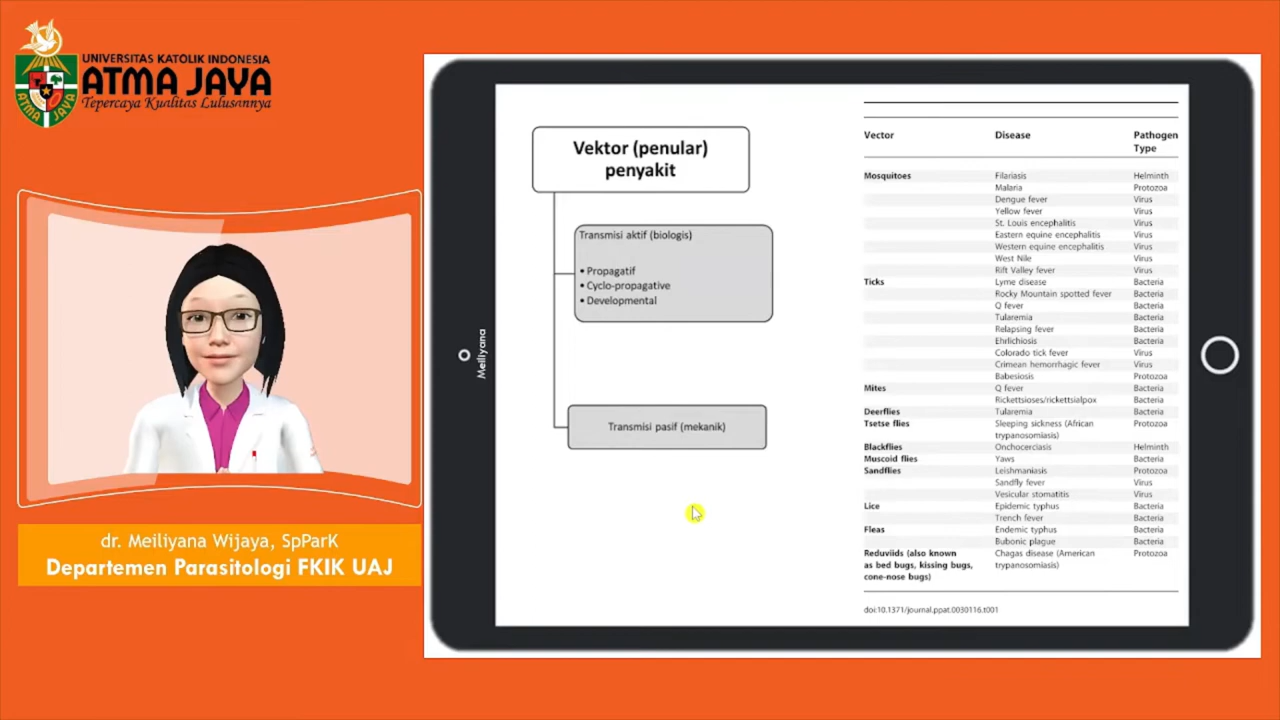 UNIVERSITAS KATOLIK INDONESIA
ATMA JAYA
Tepercaya Kualitas Lulusannya
ATMA JAYA
dr. Meiliyana Wijaya, SpParK
Departemen Parasitologi FKIK UAJ
Meiliyana
Vektor (penular)
penyakit
Transmisi aktif (biologis)
• Propagatif
• Cyclo-propagative
• Developmental
Transmisi pasif (mekanik)
Vector Disease Pathogen
Type
Mosquitoes Filariasis Helminth
Malaria Protozoa
Dengue fever Virus
Yellow fever Virus
St. Louis encephalitis Virus
Eastern equine encephalitis Virus
Western equine encephalitis Virus
West Nile Virus
Rift Valley fever Virus
Ticks Lyme disease Bacteria
Rocky Mountain spotted fever Bacteria
Q fever Bacteria
Tularemia Bacteria
Relapsing fever Bacteria
Ehrlichiosis Bacteria
Colorado tick fever Virus
Crimean hemorrhagic fever Virus
Babesiosis Protozoa
Mites Q fever Bacteria
Rickettsioses/rickettsialpox Bacteria
Deerflies Tularemia Bacteria
Tsetse flies Sleeping sickness (African Protozoa
trypanosomiasis)
Blackflies Onchocerciasis Helminth
Muscoid flies Yaws Bacteria
Sandflies Leishmaniasis Protozoa
Sandfly fever Virus
Vesicular stomatitis Virus
Lice Epidemic typhus Bacteria
Trench fever Bacteria
Fleas Endemic typhus Bacteria
Bubonic plague Bacteria
Reduviids (also known Chagas disease (American Protozoa
as bed bugs, kissing bugs, trypanosomiasis)
cone-nose bugs)
doi:10.1371/journal.ppat.0030116.t001